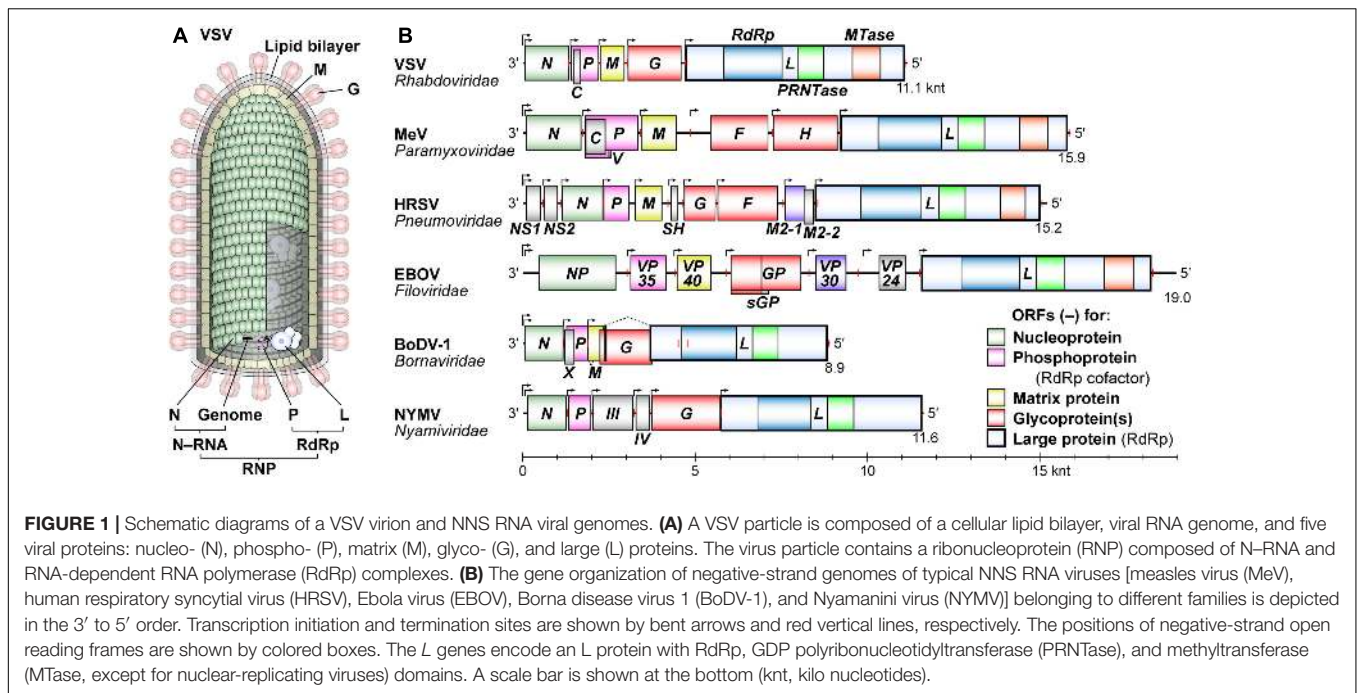 A VSV
Lipid bilayer
M
G
N Genome P L
N–RNA RdRp
RNP
B
RdRp MTase
VSV
Rhabdoviridae
3' N P M G L 5'
C PRNTase 11.1 knt
MeV
Paramyxoviridae
3' N C P M F H L 5'
V 15.9
HRSV
Pneumoviridae
3' N P M G F L 5'
NS1 NS2 SH M2-1 M2-2 15.2
EBOV
Filoviridae
3' NP VP 35 VP 40 GP VP 30 VP 24 L 5'
sGP 19.0
BoDV-1
Bornaviridae
3' N P G L 5'
X M 8.9
NYMV
Nyamiviridae
3' N P III G L 5'
IV 11.6
0 5 10 15 knt
ORFs (–) for:
Nucleoprotein
Phosphoprotein
(RdRp cofactor)
Matrix protein
Glycoprotein(s)
Large protein (RdRp)
FIGURE 1 | Schematic diagrams of a VSV virion and NNS RNA viral genomes. (A) A VSV particle is composed of a cellular lipid bilayer, viral RNA genome, and five
viral proteins: nucleo- (N), phospho- (P), matrix (M), glyco- (G), and large (L) proteins. The virus particle contains a ribonucleoprotein (RNP) composed of N–RNA and
RNA-dependent RNA polymerase (RdRp) complexes. (B) The gene organization of negative-strand genomes of typical NNS RNA viruses [measles virus (MeV),
human respiratory syncytial virus (HRSV), Ebola virus (EBOV), Borna disease virus 1 (BoDV-1), and Nyamanini virus (NYMV)] belonging to different families is depicted
in the 3′ to 5′ order. Transcription initiation and termination sites are shown by bent arrows and red vertical lines, respectively. The positions of negative-strand open
reading frames are shown by colored boxes. The L genes encode an L protein with RdRp, GDP polyribonucleotidyltransferase (PRNTase), and methyltransferase
(MTase, except for nuclear-replicating viruses) domains. A scale bar is shown at the bottom (knt, kilo nucleotides).